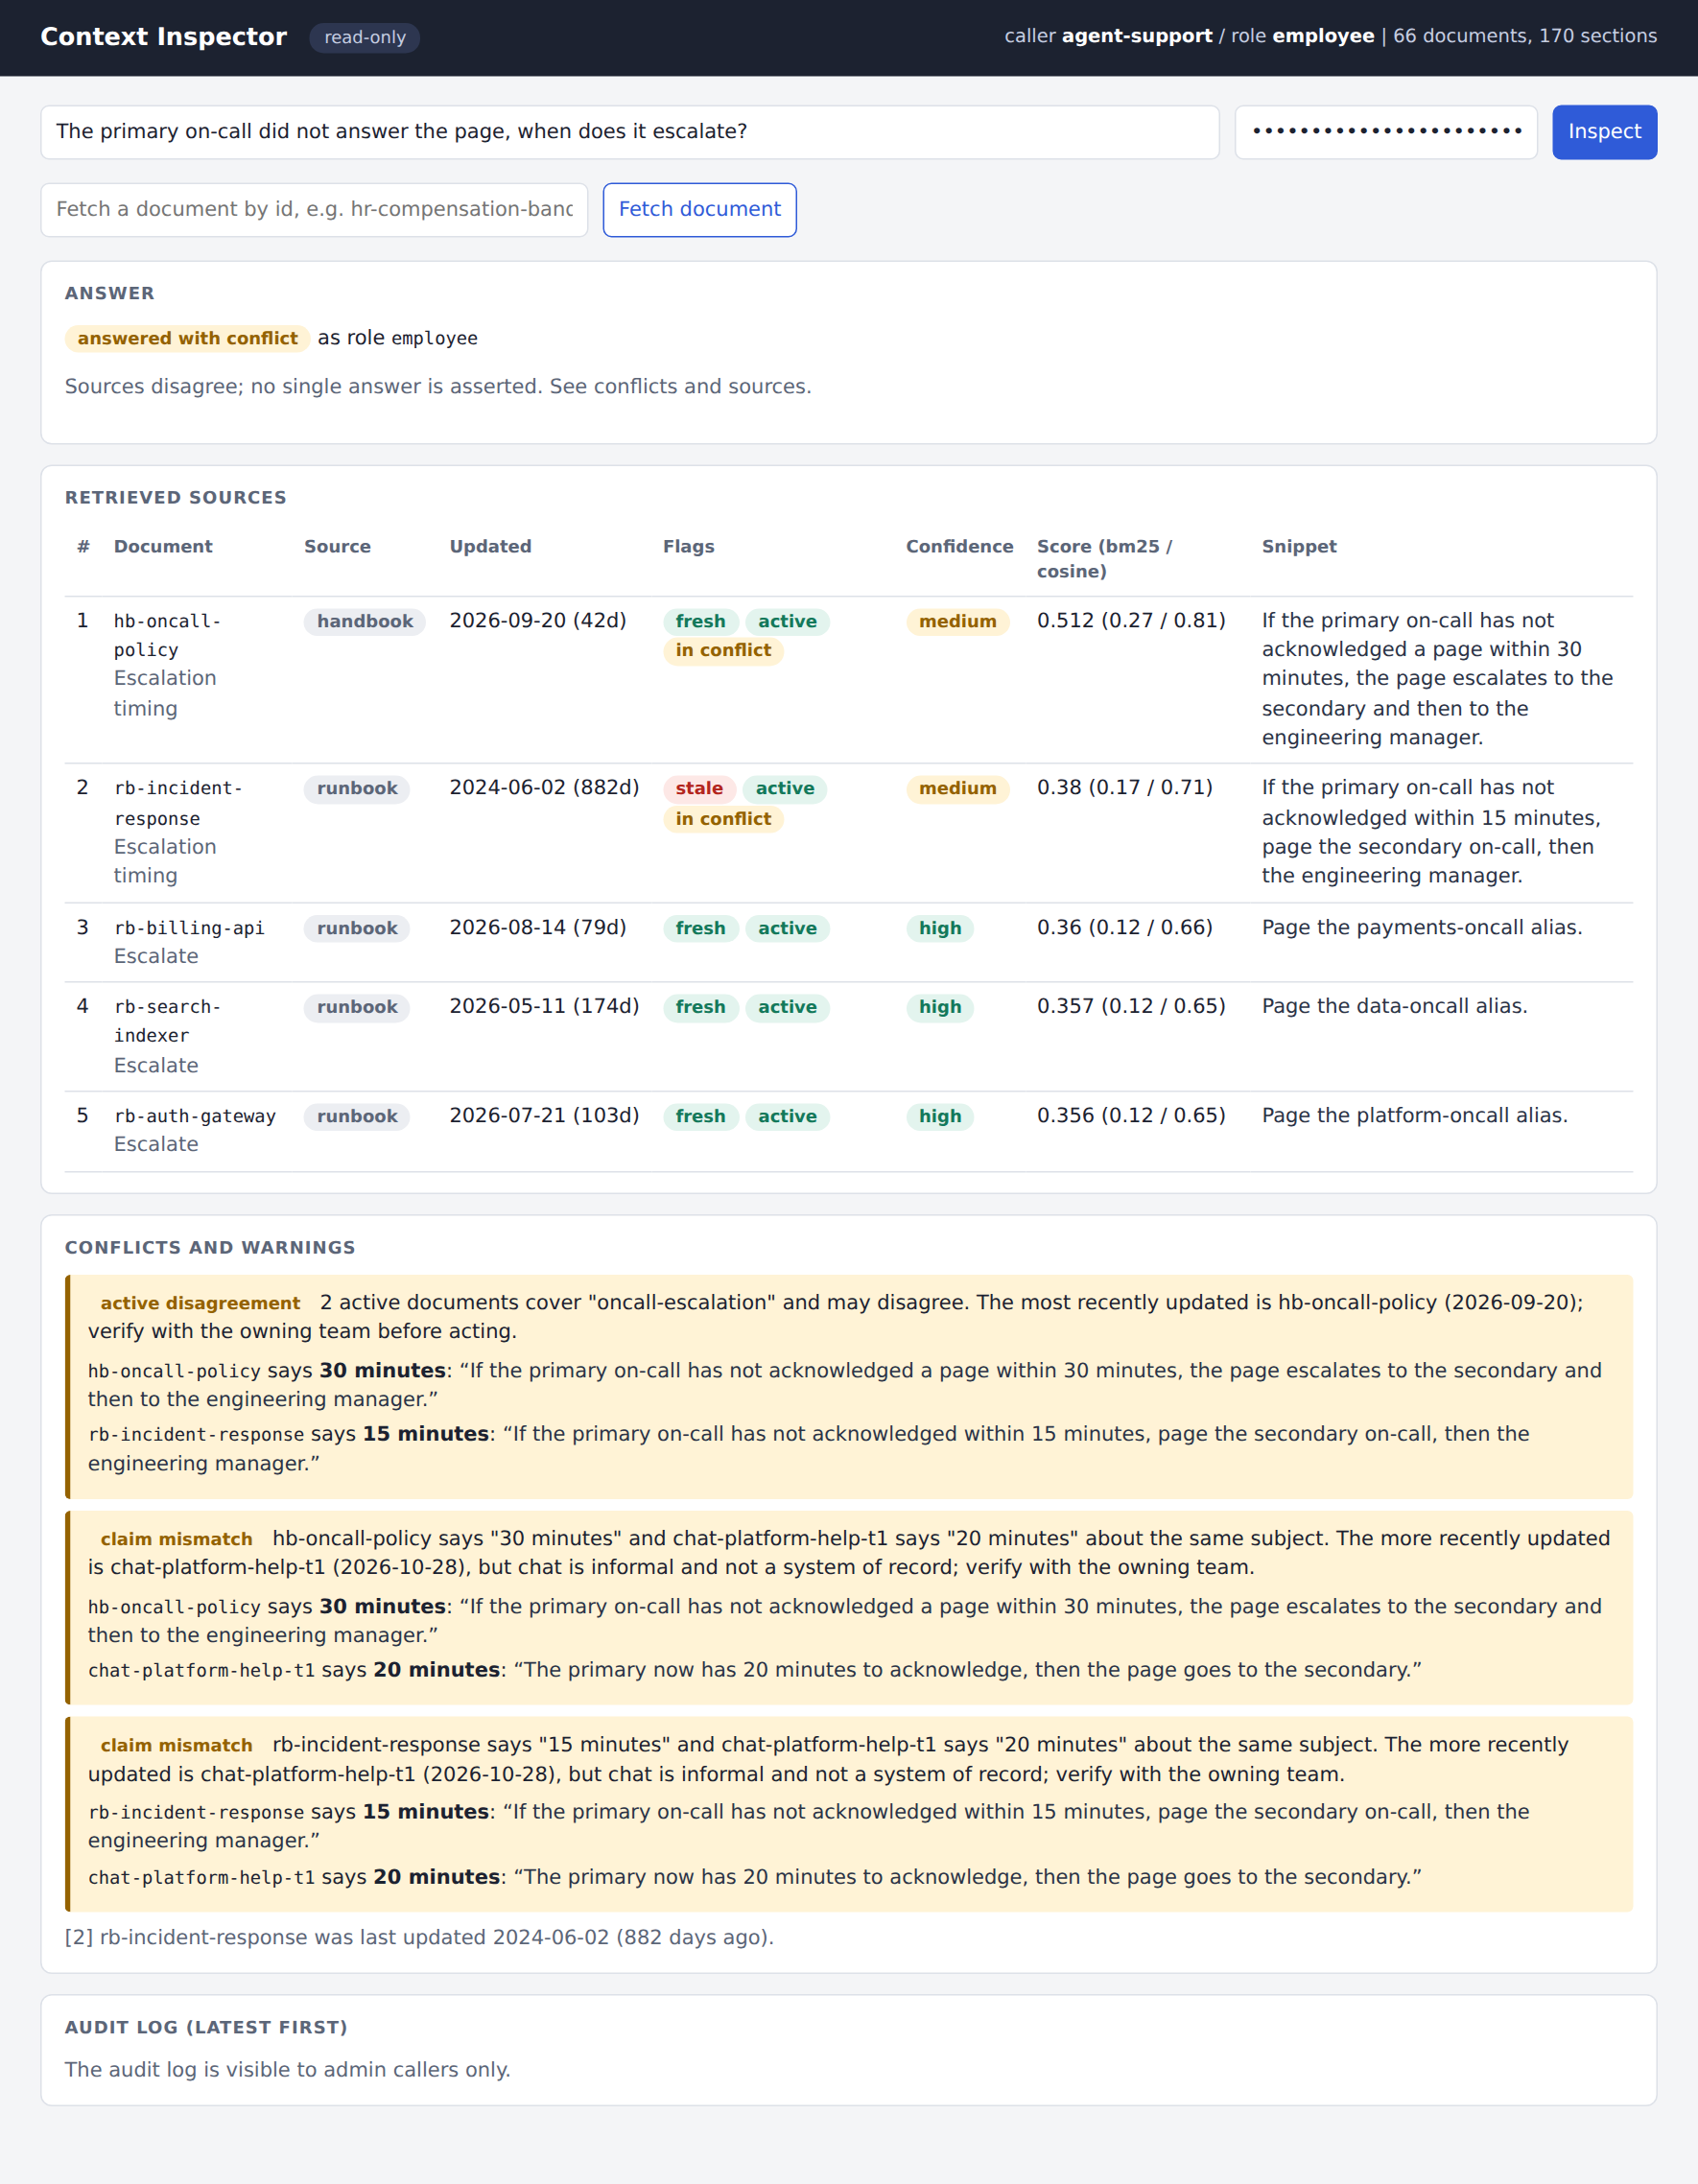 Context Inspector read-only caller agent-support / role employee | 66 documents, 170 sections
The primary on-call did not answer the page, when does it escalate? •••••••••••••••••••••••• Inspect
Fetch a document by id, e.g. hr-compensation-banc Fetch document
ANSWER
answered with conflict as role employee
Sources disagree; no single answer is asserted. See conflicts and sources.
RETRIEVED SOURCES
# Document Source Updated Flags Confidence Score (bm25 / cosine) Snippet
1 hb-oncall-policy Escalation timing handbook 2026-09-20 (42d) fresh active in conflict medium 0.512 (0.27 / 0.81) If the primary on-call has not
acknowledged a page within 30
minutes, the page escalates to the
secondary and then to the
engineering manager.
2 rb-incident-response Escalation timing runbook 2024-06-02 (882d) stale active in conflict medium 0.38 (0.17 / 0.71) If the primary on-call has not
acknowledged within 15 minutes,
page the secondary on-call, then
the engineering manager.
3 rb-billing-api runbook 2026-08-14 (79d) fresh active high 0.36 (0.12 / 0.66) Page the payments-oncall alias.
Escalate
4 rb-search-indexer runbook 2026-05-11 (174d) fresh active high 0.357 (0.12 / 0.65) Page the data-oncall alias.
Escalate
5 rb-auth-gateway runbook 2026-07-21 (103d) fresh active high 0.356 (0.12 / 0.65) Page the platform-oncall alias.
Escalate
CONFLICTS AND WARNINGS
active disagreement 2 active documents cover "oncall-escalation" and may disagree. The most recently updated is hb-oncall-policy (2026-09-20);
verify with the owning team before acting.
hb-oncall-policy says 30 minutes: “If the primary on-call has not acknowledged a page within 30 minutes, the page escalates to the secondary and
then to the engineering manager.”
rb-incident-response says 15 minutes: “If the primary on-call has not acknowledged within 15 minutes, page the secondary on-call, then the
engineering manager.”
claim mismatch hb-oncall-policy says "30 minutes" and chat-platform-help-t1 says "20 minutes" about the same subject. The more recently updated
is chat-platform-help-t1 (2026-10-28), but chat is informal and not a system of record; verify with the owning team.
hb-oncall-policy says 30 minutes: “If the primary on-call has not acknowledged a page within 30 minutes, the page escalates to the secondary and
then to the engineering manager.”
chat-platform-help-t1 says 20 minutes: “The primary now has 20 minutes to acknowledge, then the page goes to the secondary.”
claim mismatch rb-incident-response says "15 minutes" and chat-platform-help-t1 says "20 minutes" about the same subject. The more recently
updated is chat-platform-help-t1 (2026-10-28), but chat is informal and not a system of record; verify with the owning team.
rb-incident-response says 15 minutes: “If the primary on-call has not acknowledged within 15 minutes, page the secondary on-call, then the
engineering manager.”
chat-platform-help-t1 says 20 minutes: “The primary now has 20 minutes to acknowledge, then the page goes to the secondary.”
[2] rb-incident-response was last updated 2024-06-02 (882 days ago).
AUDIT LOG (LATEST FIRST)
The audit log is visible to admin callers only.